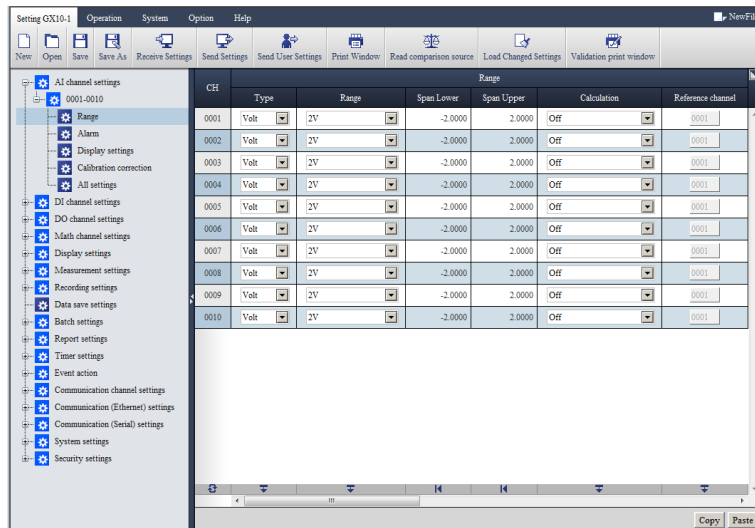 Setting GX10-1 Operation System Option Help NewFil
New Open Save Save As Receive Settings Send Settings Send User Settings Print Window Read comparison source Load Changed Settings Validation print window
AI channel settings
0001-0010
Range
Alarm
Display settings
Calibration correction
All settings
DI channel settings
DO channel settings
Math channel settings
Display settings
Measurement settings
Recording settings
Data save settings
Batch settings
Report settings
Timer settings
Event action
Communication channel settings
Communication (Ethernet) settings
Communication (Serial) settings
System settings
Security settings
CH Range
Type Range Span Lower Span Upper Calculation Reference channel
0001 Volt 2V -2.0000 2.0000 Off 0001
0002 Volt 2V -2.0000 2.0000 Off 0001
0003 Volt 2V -2.0000 2.0000 Off 0001
0004 Volt 2V -2.0000 2.0000 Off 0001
0005 Volt 2V -2.0000 2.0000 Off 0001
0006 Volt 2V -2.0000 2.0000 Off 0001
0007 Volt 2V -2.0000 2.0000 Off 0001
0008 Volt 2V -2.0000 2.0000 Off 0001
0009 Volt 2V -2.0000 2.0000 Off 0001
0010 Volt 2V -2.0000 2.0000 Off 0001
Copy Paste